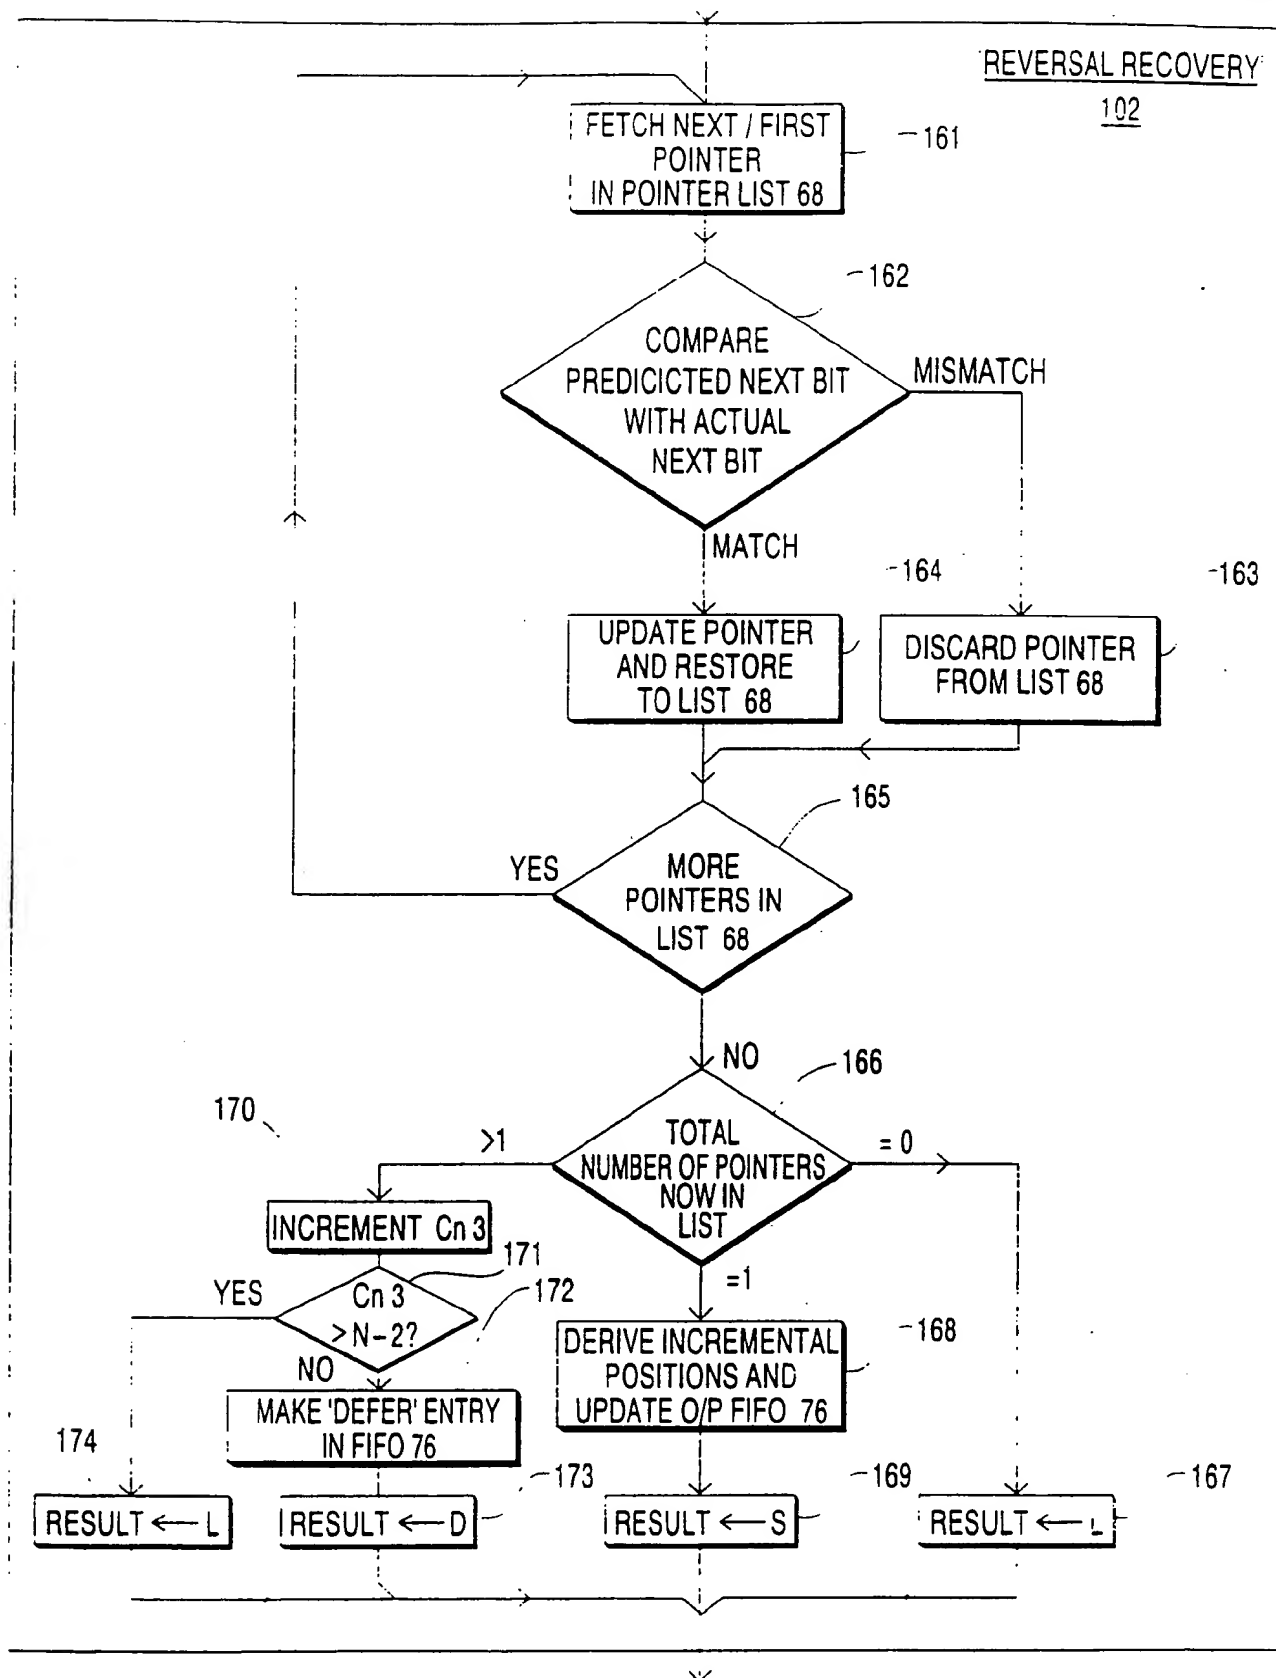 REVERSAL RECOVERY
102
FETCH NEXT / FIRST
POINTER
IN POINTER LIST 68
161
162
COMPARE
PREDICICTED NEXT BIT
WITH ACTUAL
NEXT BIT
MISMATCH
MATCH
164
163
UPDATE POINTER
AND RESTORE
TO LIST 68
DISCARD POINTER
FROM LIST 68
165
YES
MORE
POINTERS IN
LIST 68
NO
166
170
>1
TOTAL
NUMBER OF POINTERS
NOW IN
LIST
= 0
INCREMENT Cn 3
171
=1
YES
Cn 3
>N-2?
172
NO
DERIVE INCREMENTAL
POSITIONS AND
UPDATE O/P FIFO 76
168
MAKE 'DEFER' ENTRY
IN FIFO 76
174
173
169
167
RESULT ← L
RESULT ← D
RESULT ← S
RESULT ← L